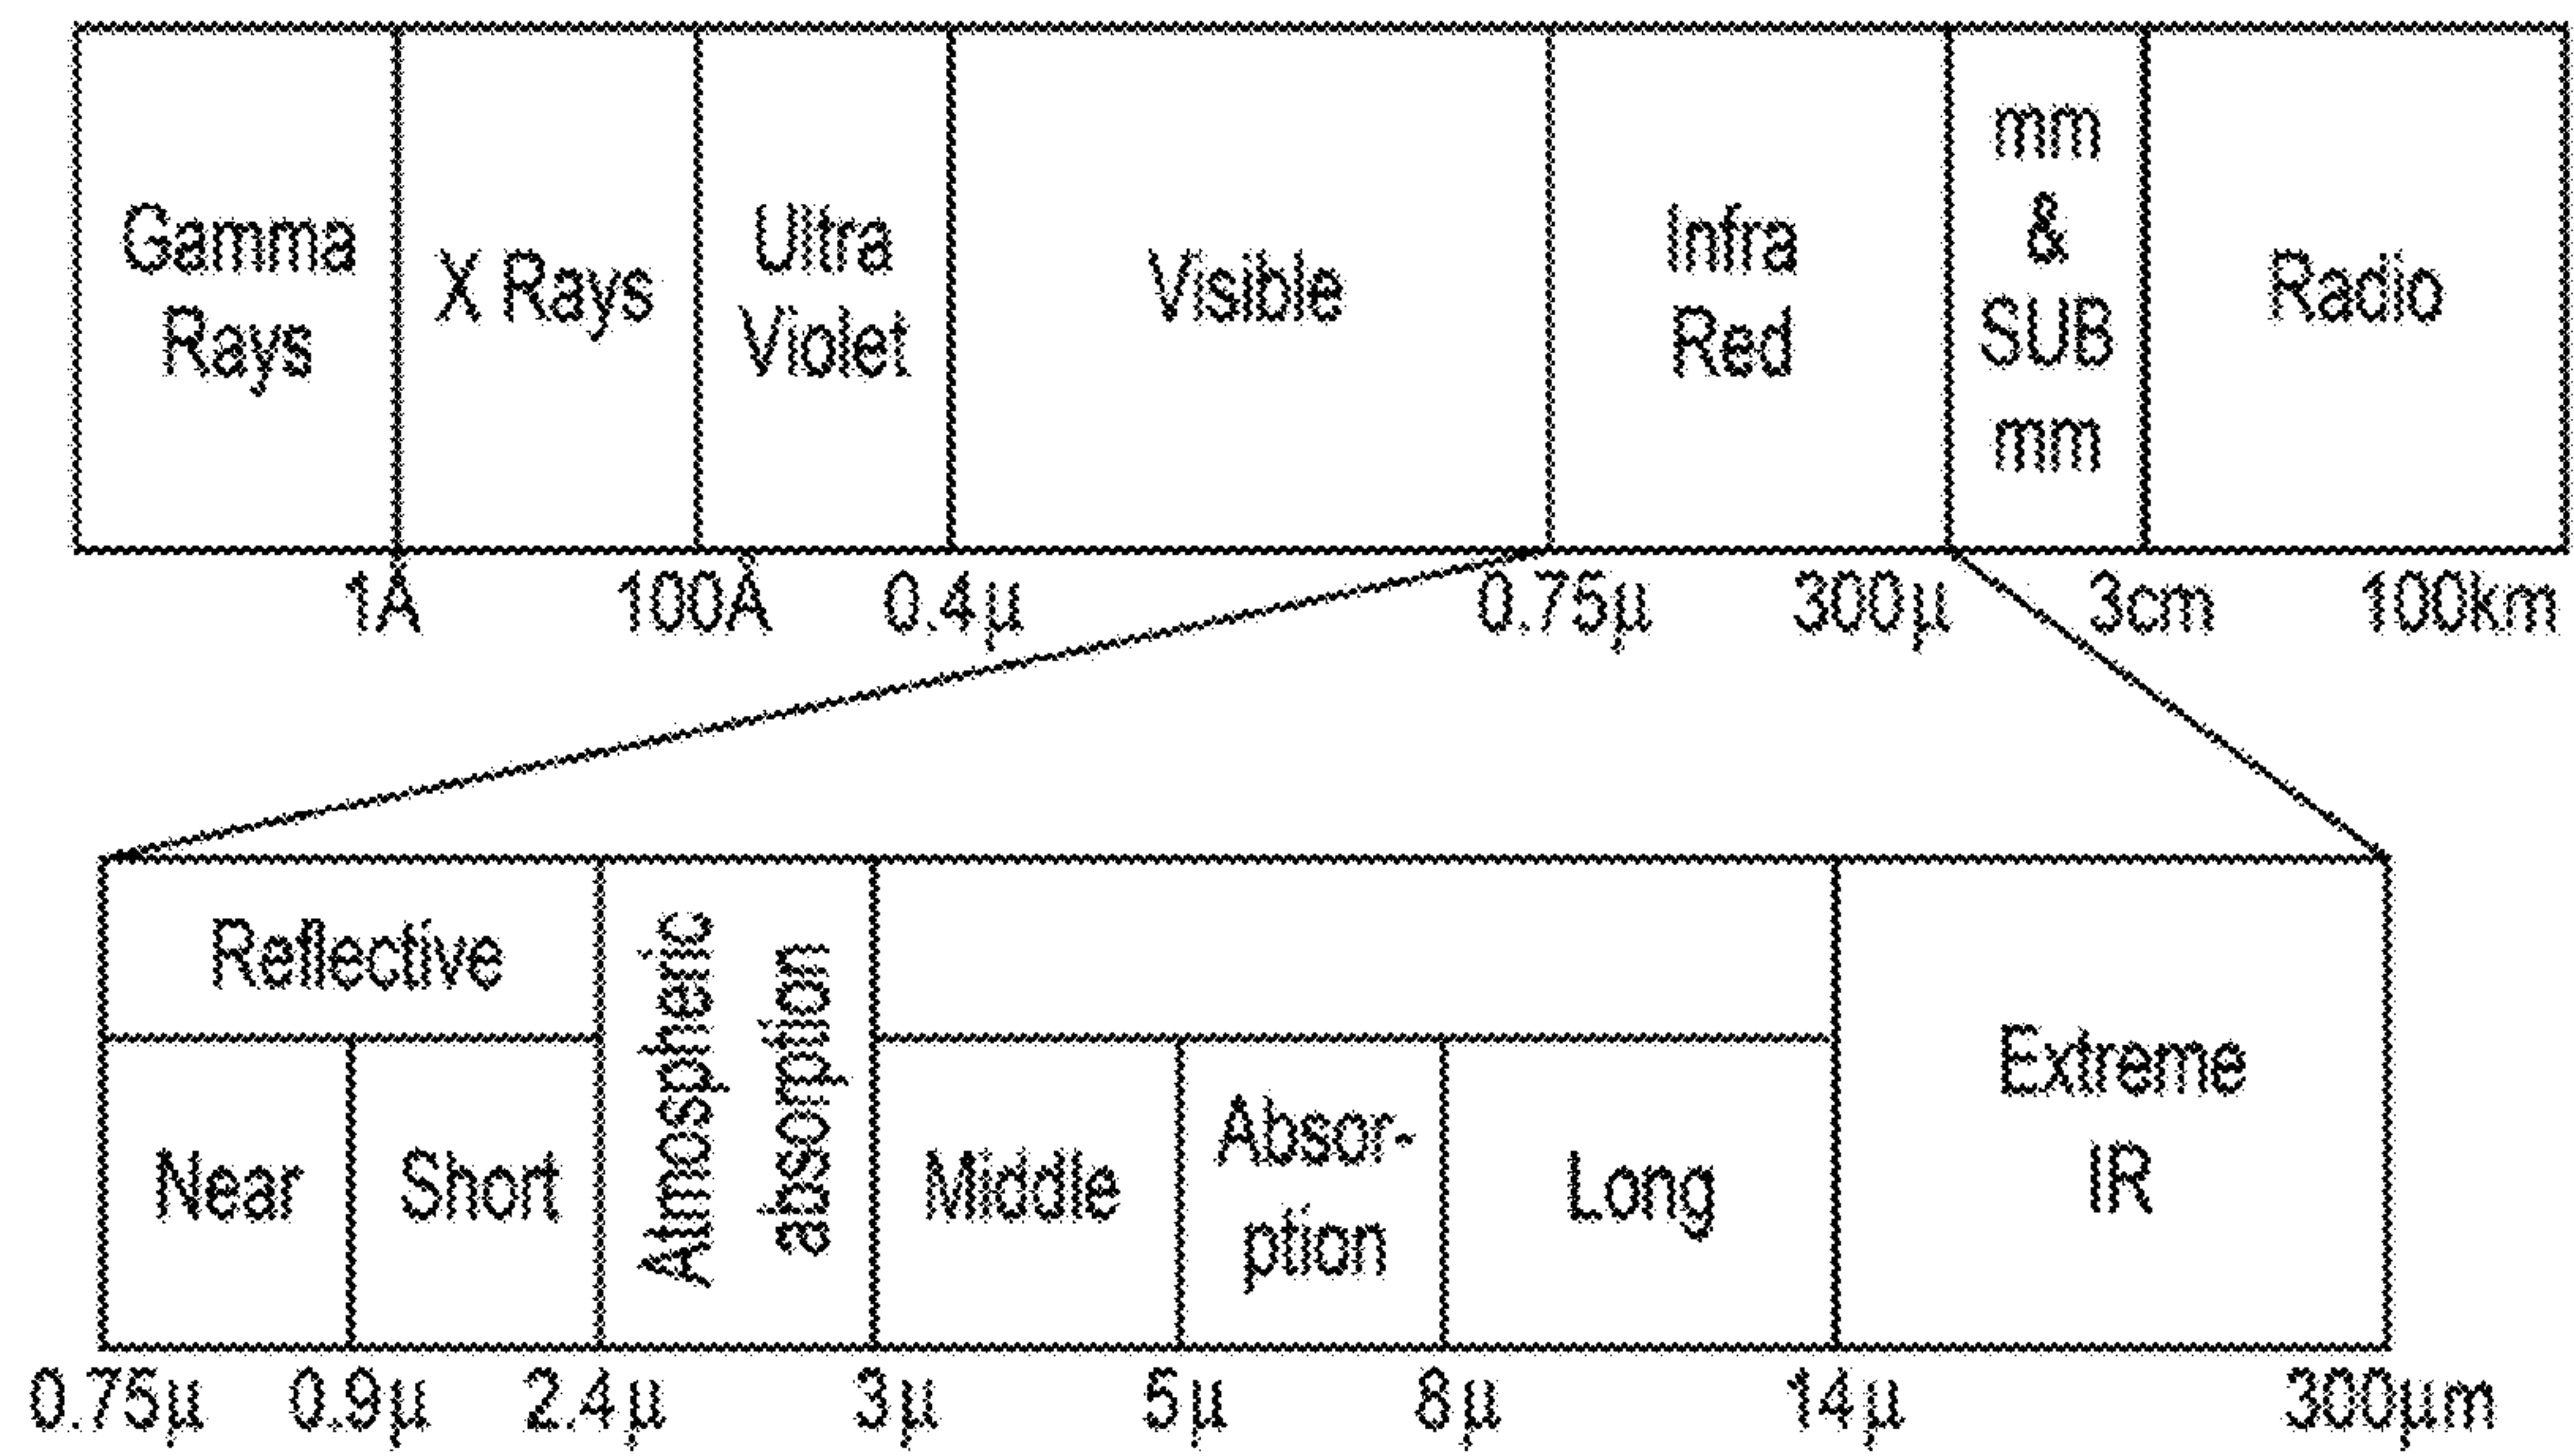 Gamma
Rays
X Rays
Ultra
Violet
Visible
Infra
Red
mm
&
SUB
mm
Radio
1Å
100Å
0.4μ
0.75μ
300μ
3cm
100km
Reflective
Atmospheric
absorption
Near
Short
Middle
Absor-
ption
Long
Extreme
IR
0.75μ
0.9μ
2.4μ
3μ
5μ
8μ
14μ
300μm